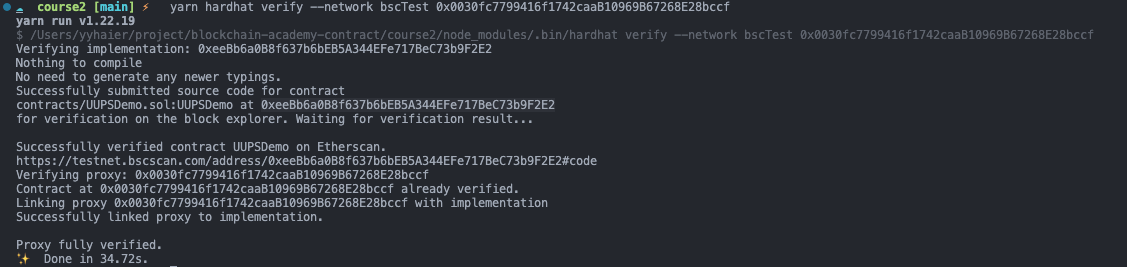 course2 [main] ⚡ yarn hardhat verify --network bscTest 0x0030fc7799416f1742caaB10969B67268E28bccf
yarn run v1.22.19
$ /Users/yyhaier/project/blockchain-academy-contract/course2/node_modules/.bin/hardhat verify --network bscTest 0x0030fc7799416f1742caaB10969B67268E28bccf
Verifying implementation: 0xeeBb6a0B8f637b6bEB5A344EFe717BeC73b9F2E2
Nothing to compile
No need to generate any newer typings.
Successfully submitted source code for contract
contracts/UUPSDemo.sol:UUPSDemo at 0xeeBb6a0B8f637b6bEB5A344EFe717BeC73b9F2E2
for verification on the block explorer. Waiting for verification result...
Successfully verified contract UUPSDemo on Etherscan.
https://testnet.bscscan.com/address/0xeeBb6a0B8f637b6bEB5A344EFe717BeC73b9F2E2#code
Verifying proxy: 0x0030fc7799416f1742caaB10969B67268E28bccf
Contract at 0x0030fc7799416f1742caaB10969B67268E28bccf already verified.
Linking proxy 0x0030fc7799416f1742caaB10969B67268E28bccf with implementation
Successfully linked proxy to implementation.
Proxy fully verified.
✨ Done in 34.72s.